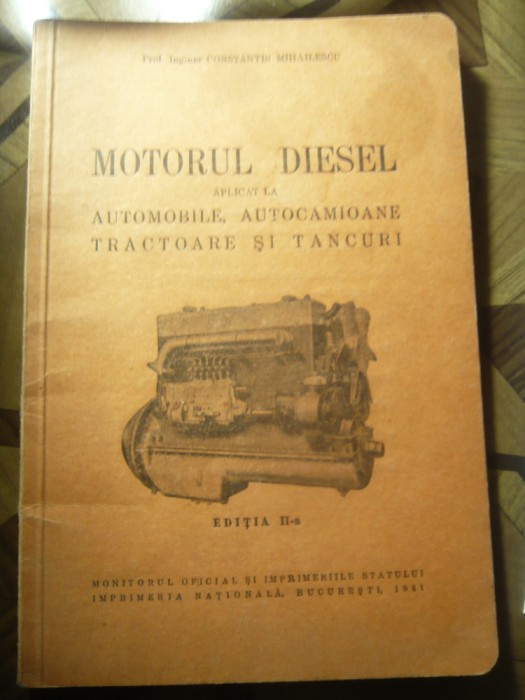 Prof. Inginer CONSTANTIN MIHAILESCU
MOTORUL DIESEL
APLICAT LA
AUTOMOBILE, AUTOCAMIOANE
TRACTOARE ȘI TANCURI
EDIȚIA II-a
MONITORUL OFICIAL ȘI IMPRIMERIILE STATULUI
IMPRIMERIA NAȚIONALĂ, BUCUREȘTI, 1941